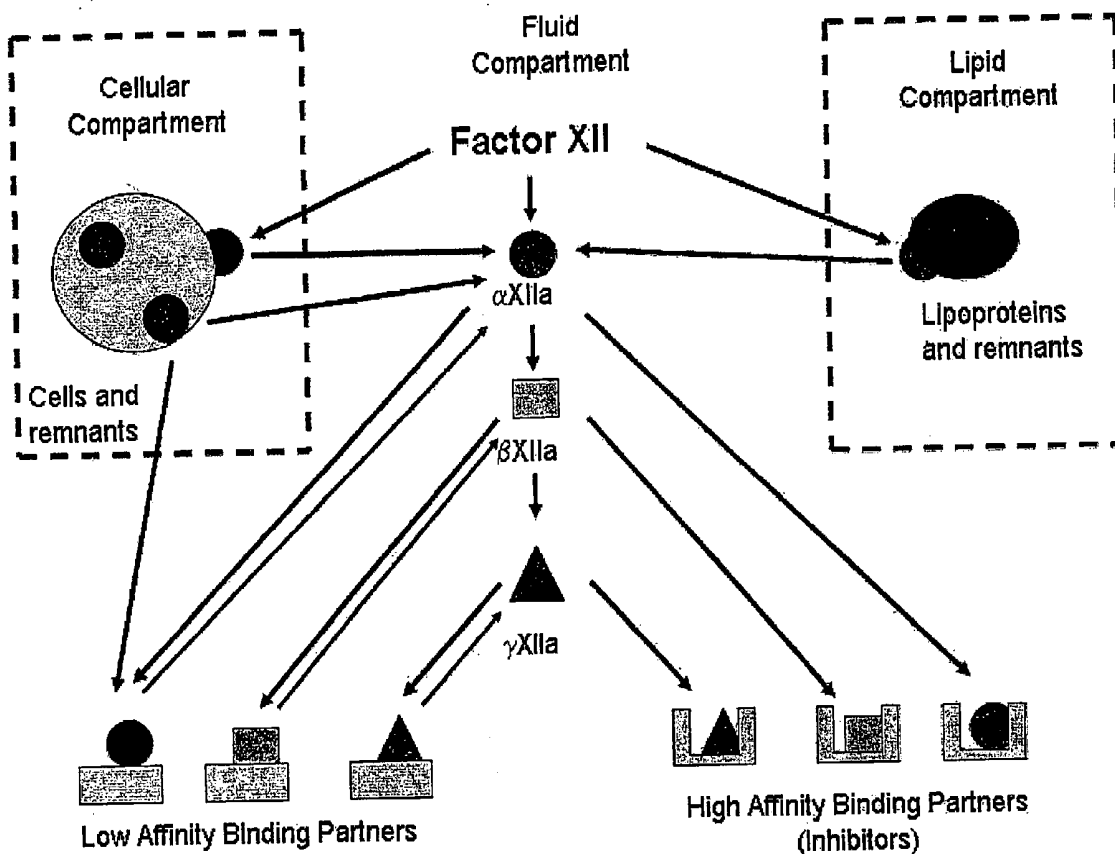 Fluid
Compartment
Cellular
Compartment
Lipid
Compartment
Factor XII
αXIIa
Lipoproteins
and remnants
Cells and
remnants
βXIIa
γXIIa
Low Affinity Binding Partners
High Affinity Binding Partners
(Inhibitors)